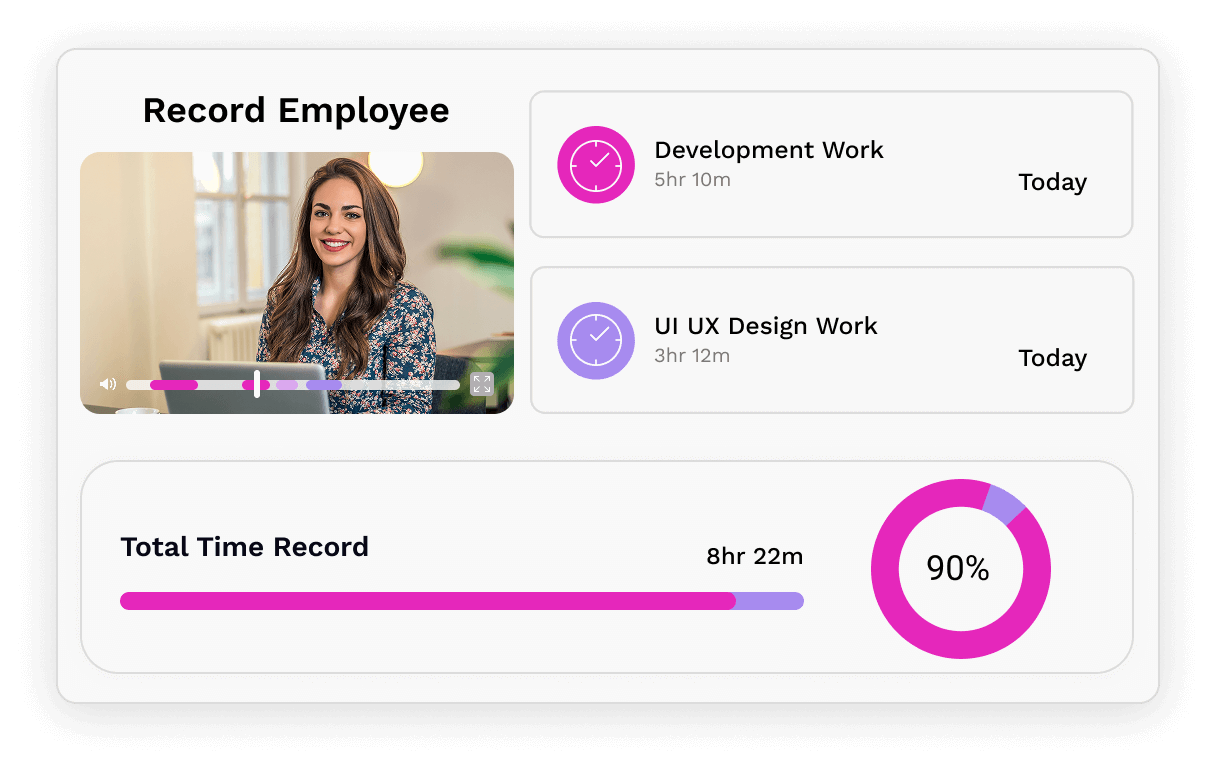 Record Employee
Development Work
5hr 10m
Today
UI UX Design Work
3hr 12m
Today
Total Time Record
8hr 22m
90%